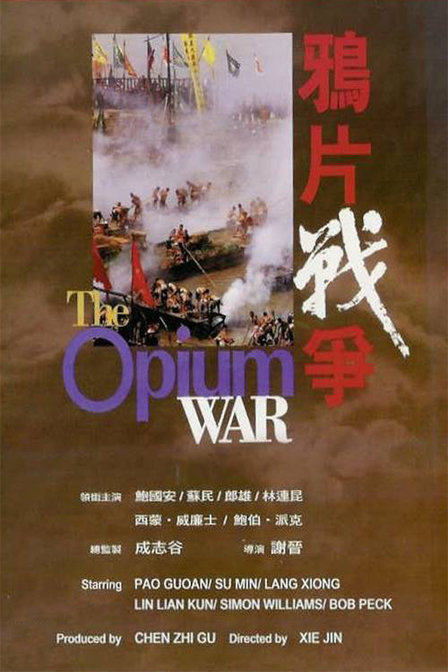 鴉片戰爭
The
Opium
WAR
領銜主演 鮑國安/蘇民/郎雄/林連昆
西蒙·威廉士/鮑伯·派克
總監製 成志谷 導演 謝晉
Starring PAO GUOAN/ SU MIN/ LANG XIONG
LIN LIAN KUN/ SIMON WILLIAMS/ BOB PECK
Produced by CHEN ZHI GU Directed by XIE JIN